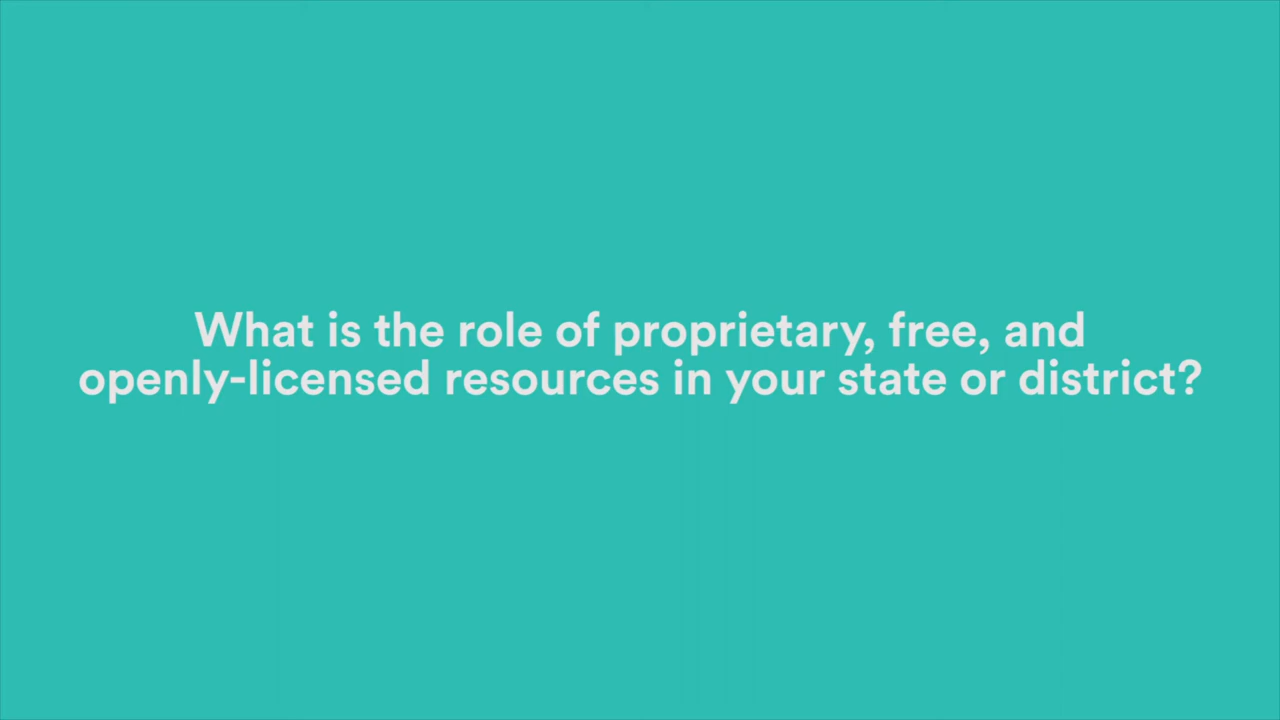 What is the role of proprietary, free, and
openly-licensed resources in your state or district?